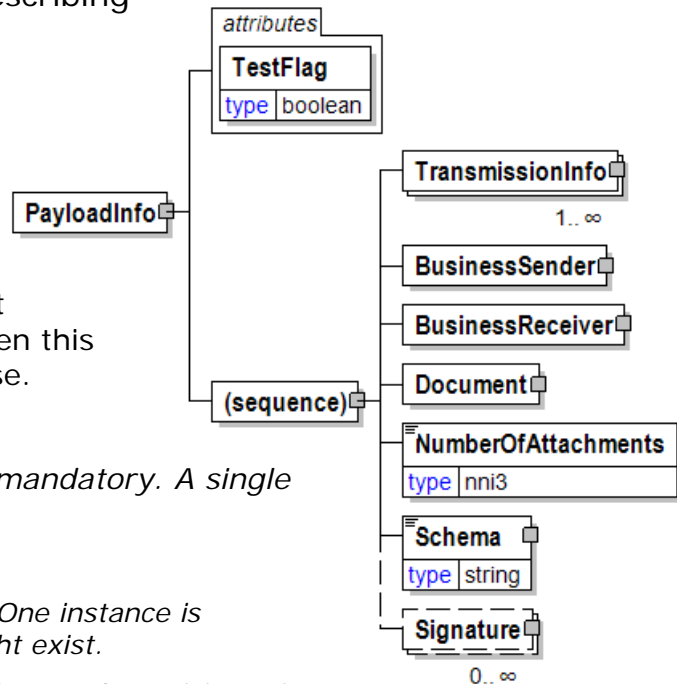 scribing
attributes
TestFlag
type boolean
PayloadInfo
TransmissionInfo
1.. ∞
BusinessSender
BusinessReceiver
Document
NumberOfAttachments
type nni3
Schema
type string
Signature
0.. ∞
(sequence)
t
en this
se.
mandatory. A single
One instance is
ht exist.